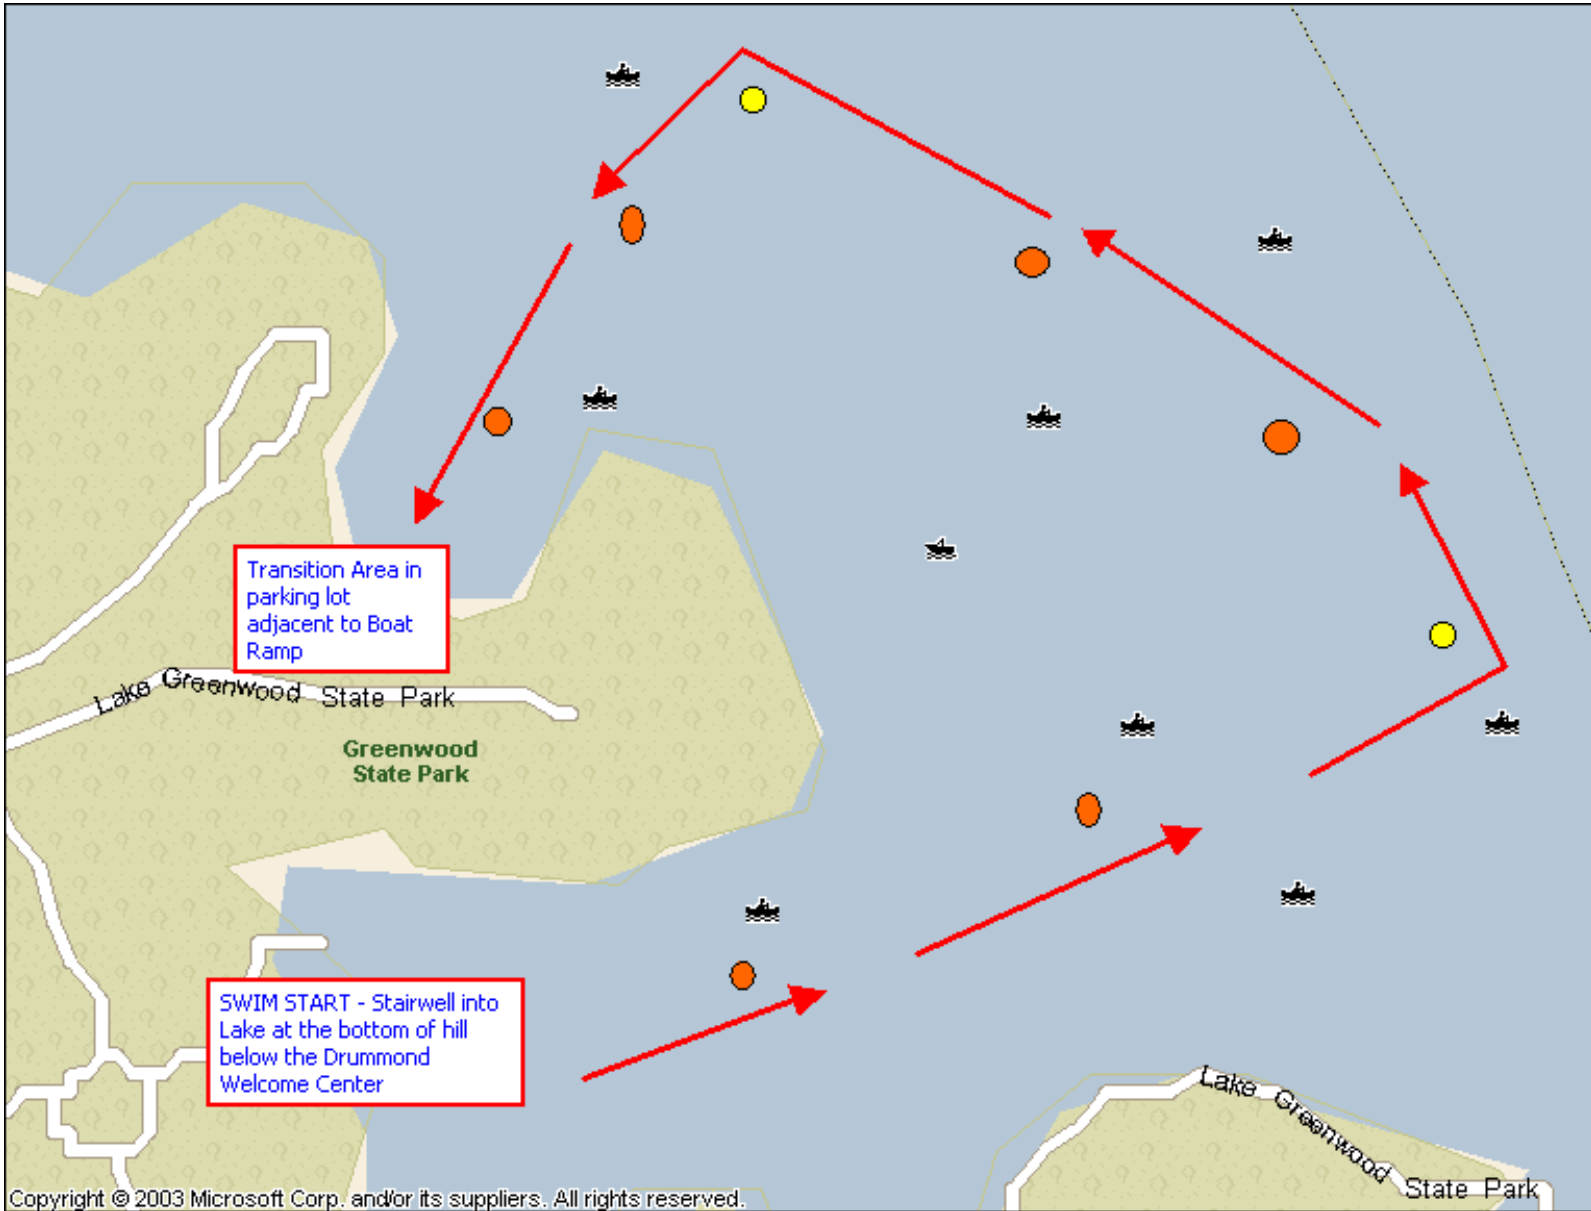 Transition Area in
parking lot
adjacent to Boat
Ramp
Lake Greenwood State Park
Greenwood
State Park
SWIM START - Stairwell into
Lake at the bottom of hill
below the Drummond
Welcome Center
Lake Greenwood State Park
Copyright © 2003 Microsoft Corp. and/or its suppliers. All rights reserved.